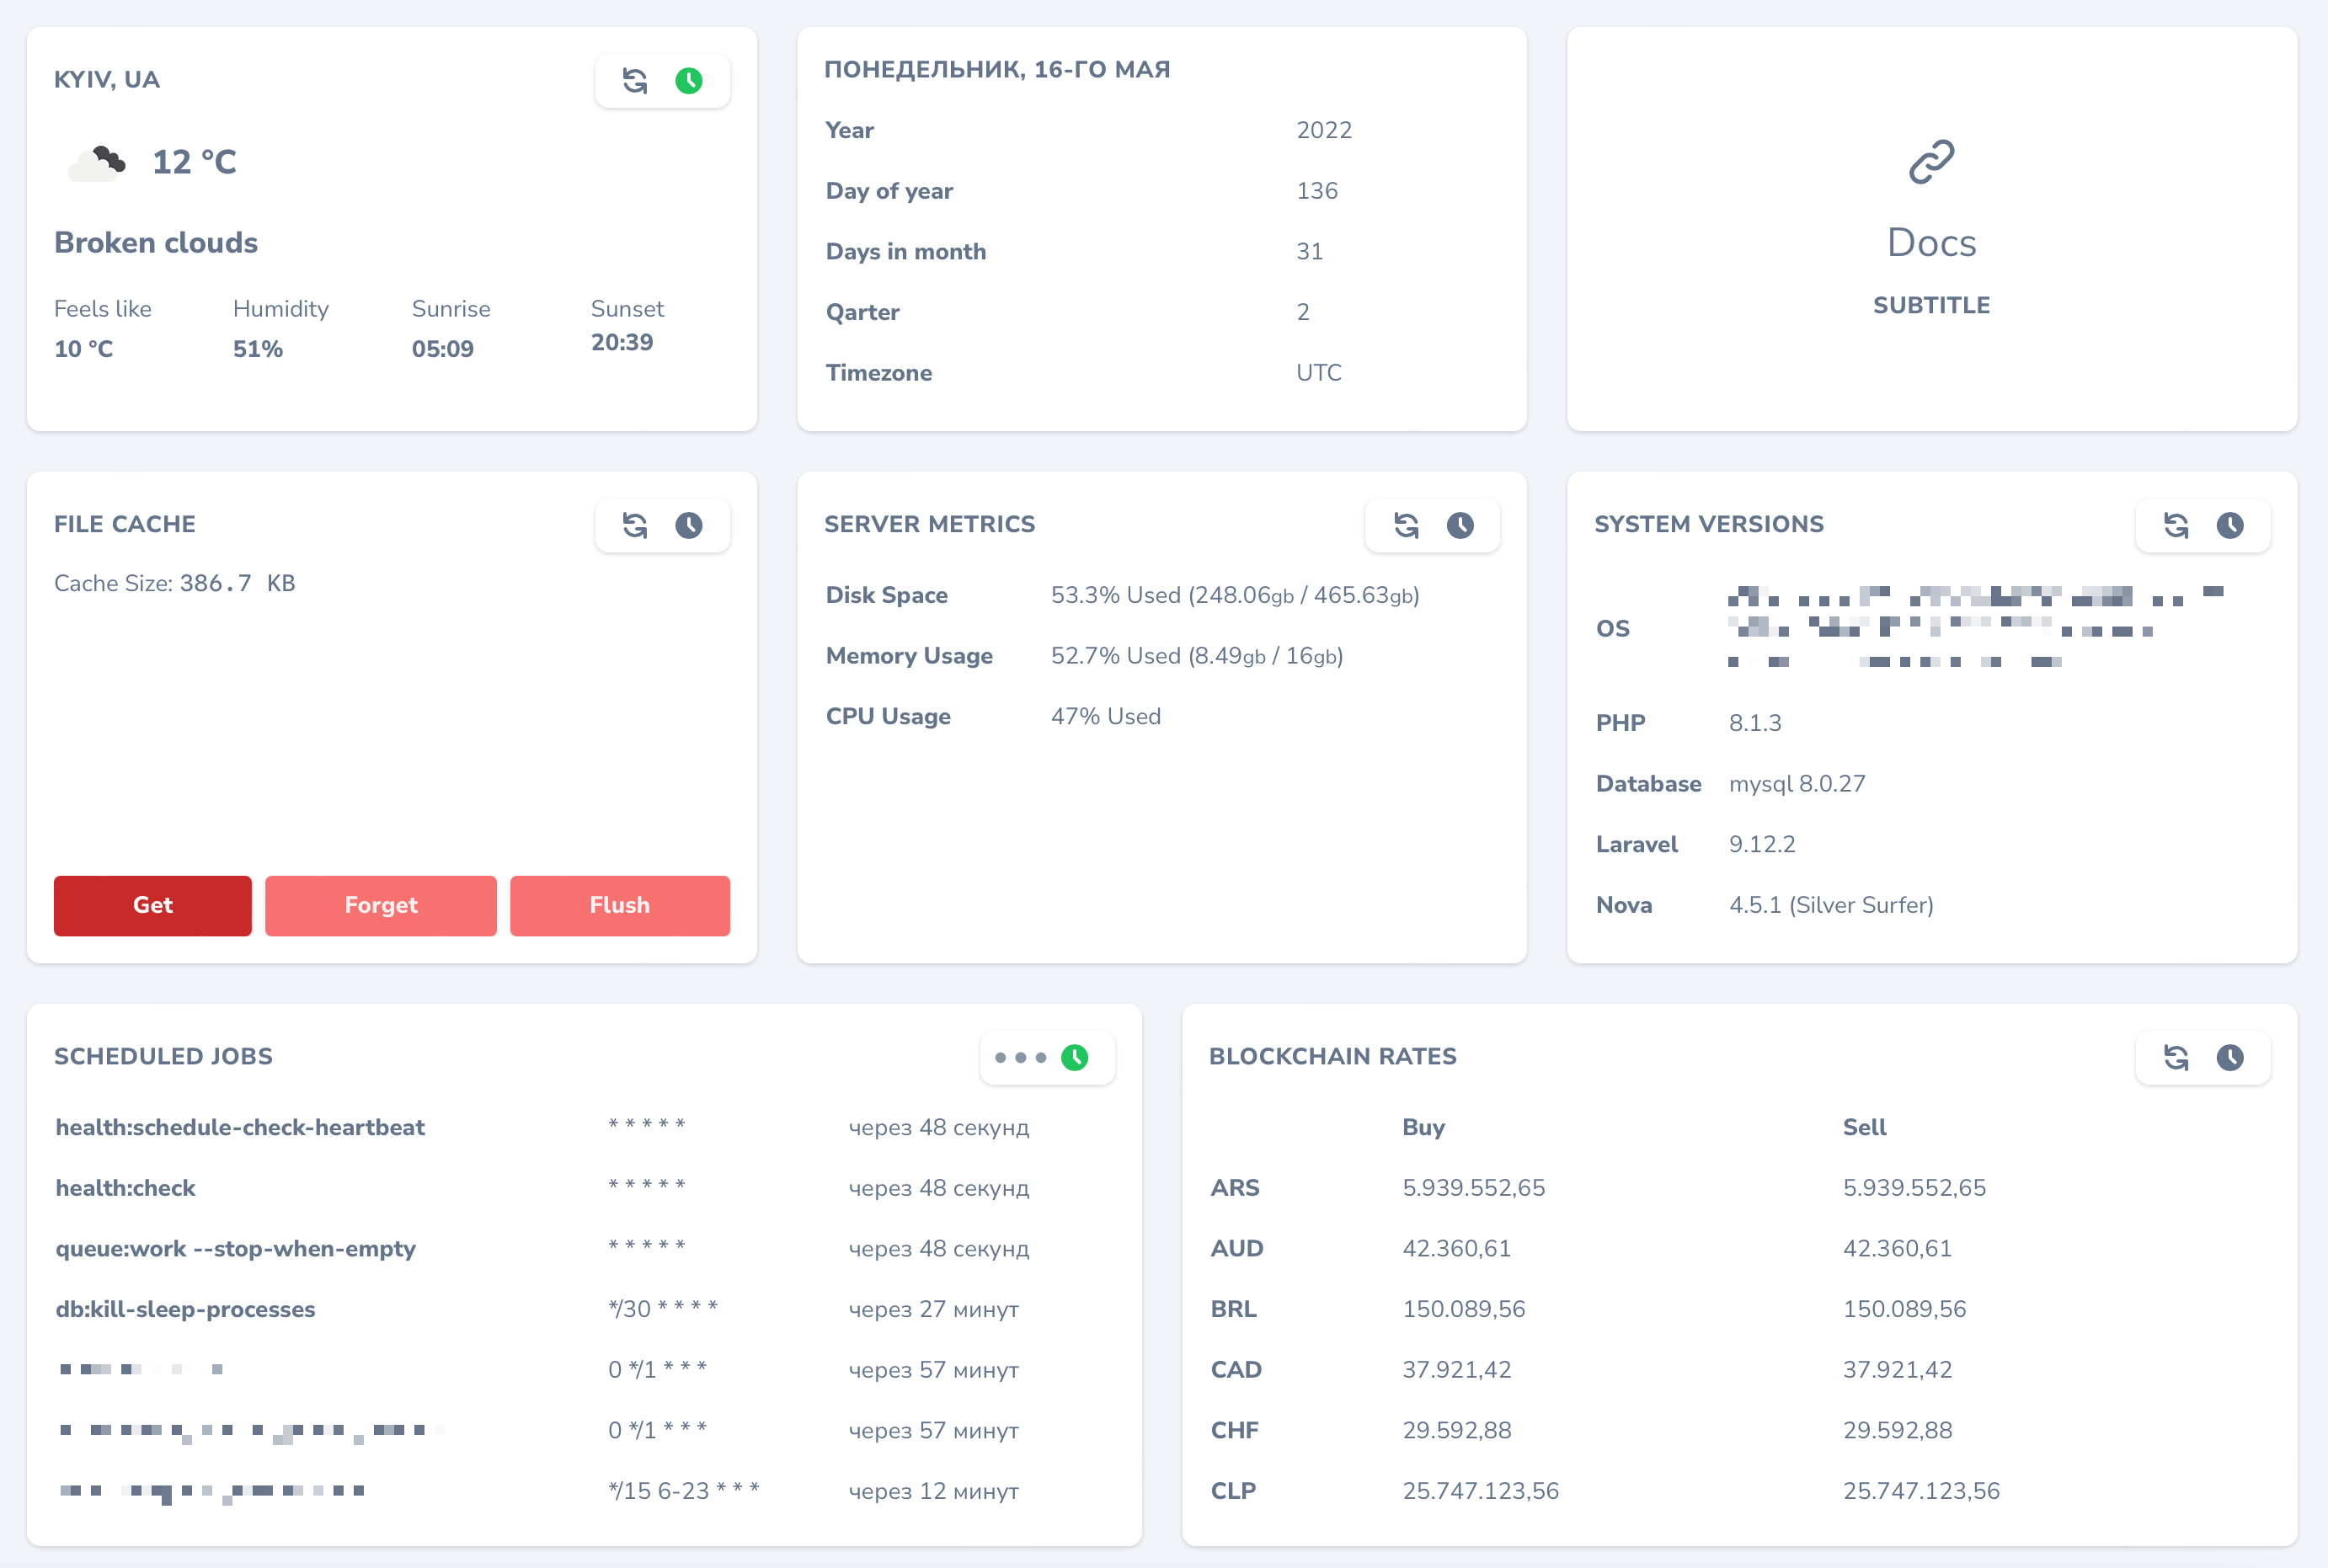 KYIV, UA
12 °C
Broken clouds
Feels like Humidity Sunrise Sunset
10 °C 51% 05:09 20:39
ПОНЕДЕЛЬНИК, 16-ГО МАЯ
Year 2022
Day of year 136
Days in month 31
Qarter 2
Timezone UTC
Docs
SUBTITLE
FILE CACHE
Cache Size: 386.7 KB
Get Forget Flush
SERVER METRICS
Disk Space 53.3% Used (248.06gb / 465.63gb)
Memory Usage 52.7% Used (8.49gb / 16gb)
CPU Usage 47% Used
SYSTEM VERSIONS
OS
PHP 8.1.3
Database mysql 8.0.27
Laravel 9.12.2
Nova 4.5.1 (Silver Surfer)
SCHEDULED JOBS
health:schedule-check-heartbeat * * * * * через 48 секунд
health:check * * * * * через 48 секунд
queue:work --stop-when-empty * * * * * через 48 секунд
db:kill-sleep-processes */30 * * * * через 27 минут
0 */1 * * * через 57 минут
0 */1 * * * через 57 минут
*/15 6-23 * * * через 12 минут
BLOCKCHAIN RATES
Buy Sell
ARS 5.939.552,65 5.939.552,65
AUD 42.360,61 42.360,61
BRL 150.089,56 150.089,56
CAD 37.921,42 37.921,42
CHF 29.592,88 29.592,88
CLP 25.747.123,56 25.747.123,56